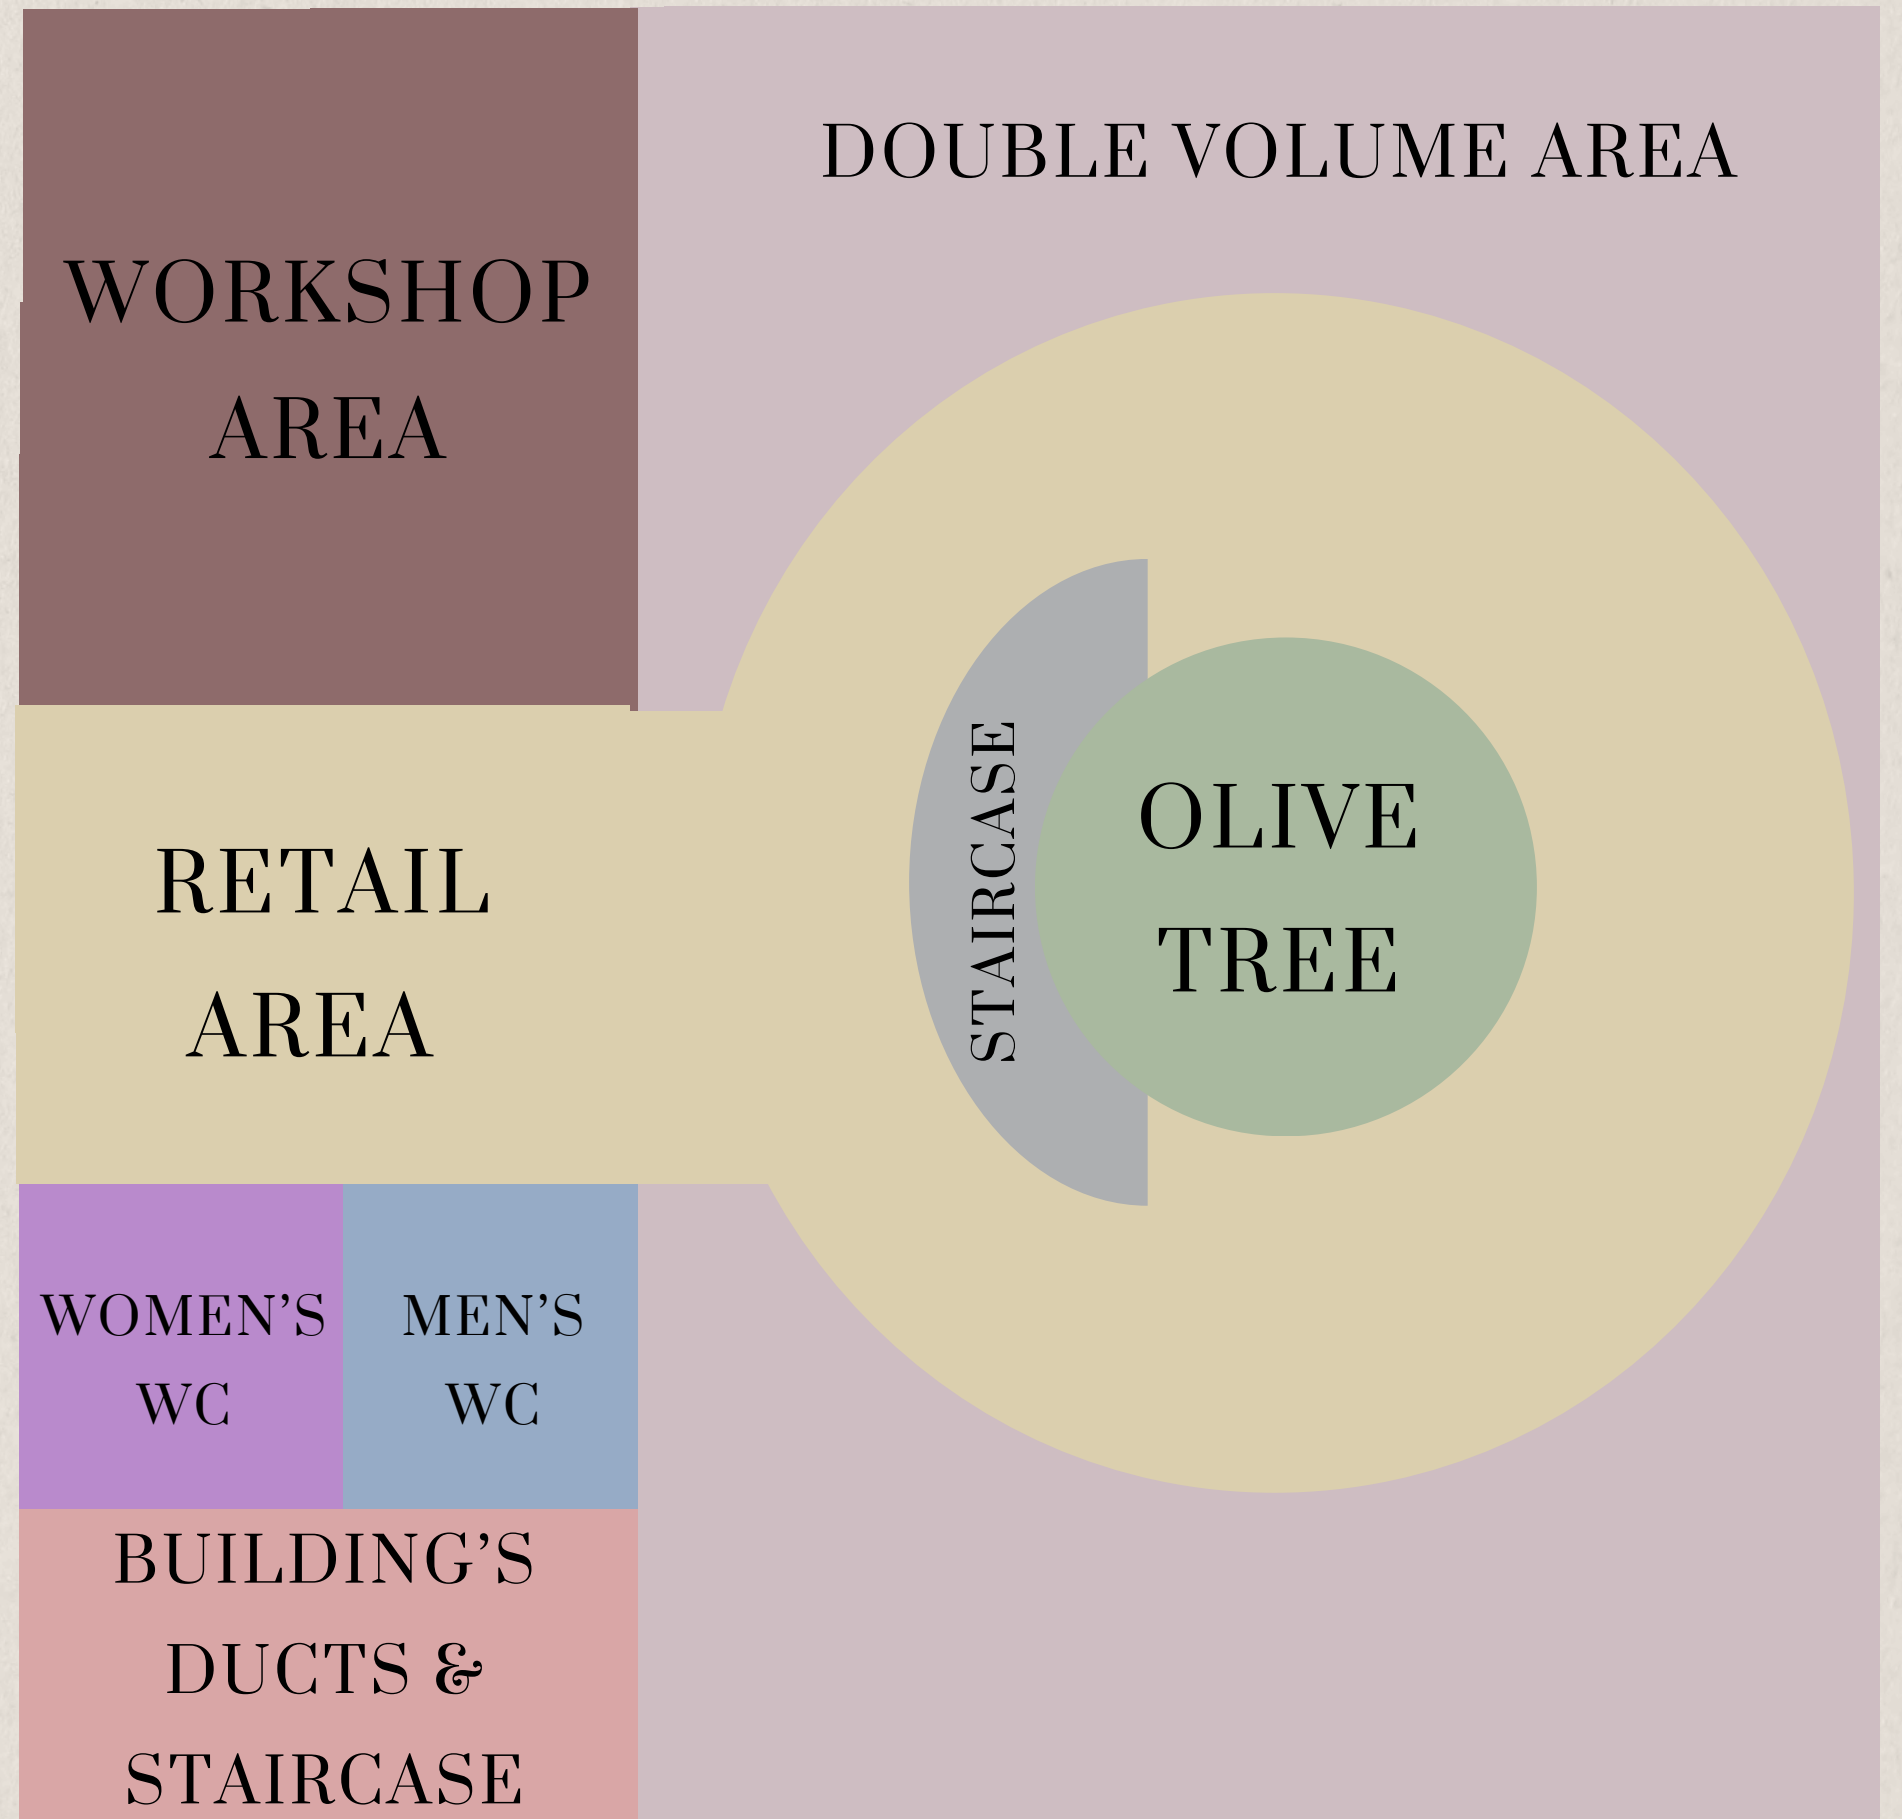 DOUBLE VOLUME AREA
WORKSHOP
AREA
RETAIL
AREA
STAIRCASE
OLIVE
TREE
WOMEN’S
WC
MEN’S
WC
BUILDING’S
DUCTS &
STAIRCASE